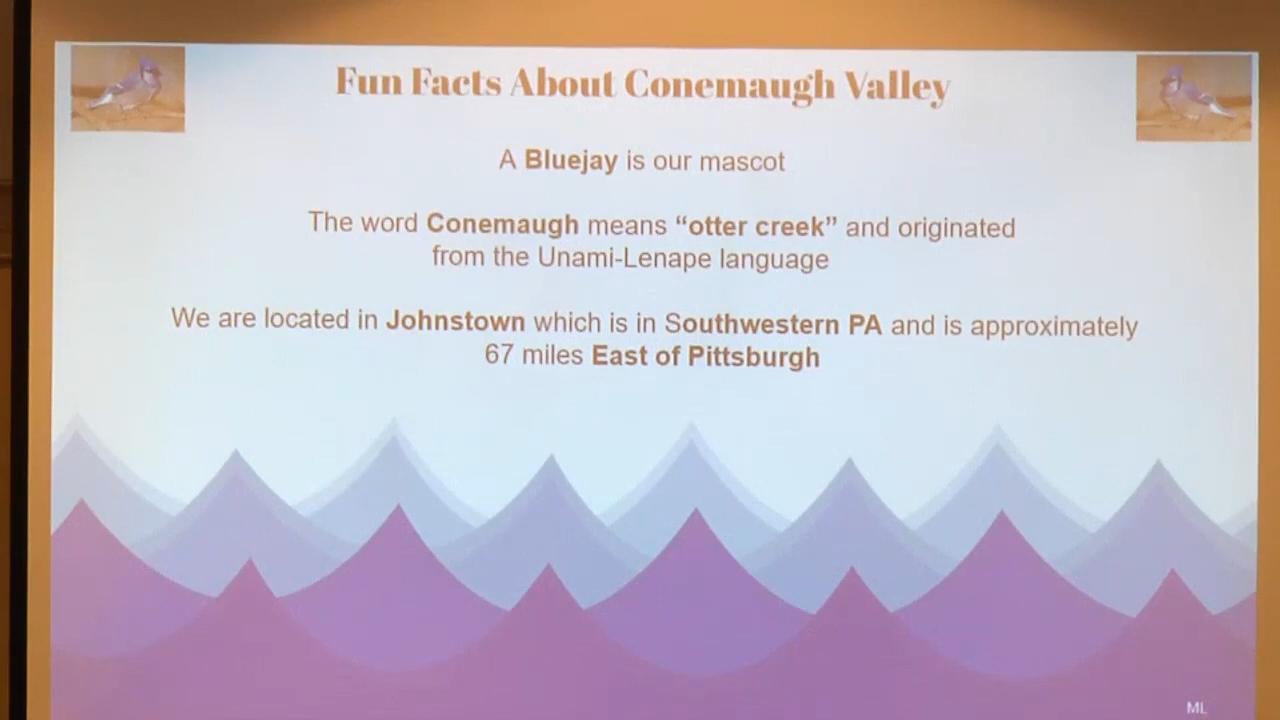 Fun Facts About Conemaugh Valley
A Bluejay is our mascot
The word Conemaugh means “otter creek” and originated
from the Unami-Lenape language
We are located in Johnstown which is in Southwestern PA and is approximately
67 miles East of Pittsburgh
ML